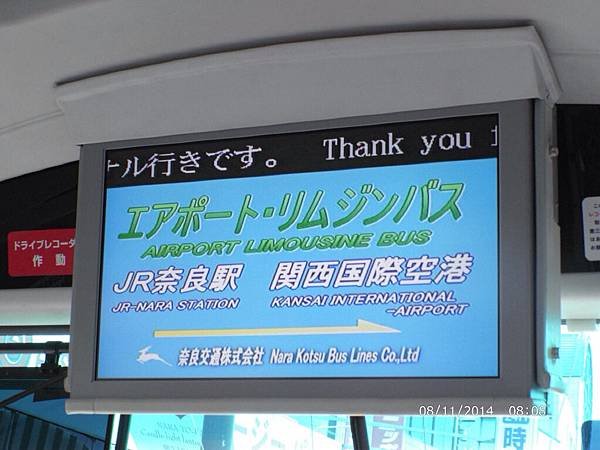 ール行きです。 Thank you
エアポート・リムジンバス
AIRPORT LIMOUSINE BUS
JR奈良駅 関西国際空港
JR-NARA STATION KANSAI INTERNATIONAL
-AIRPORT
奈良交通株式会社 Nara Kotsu Bus Lines Co.,Ltd
ドライブレコーダ
作動
08/11/2014 08:08
臨時